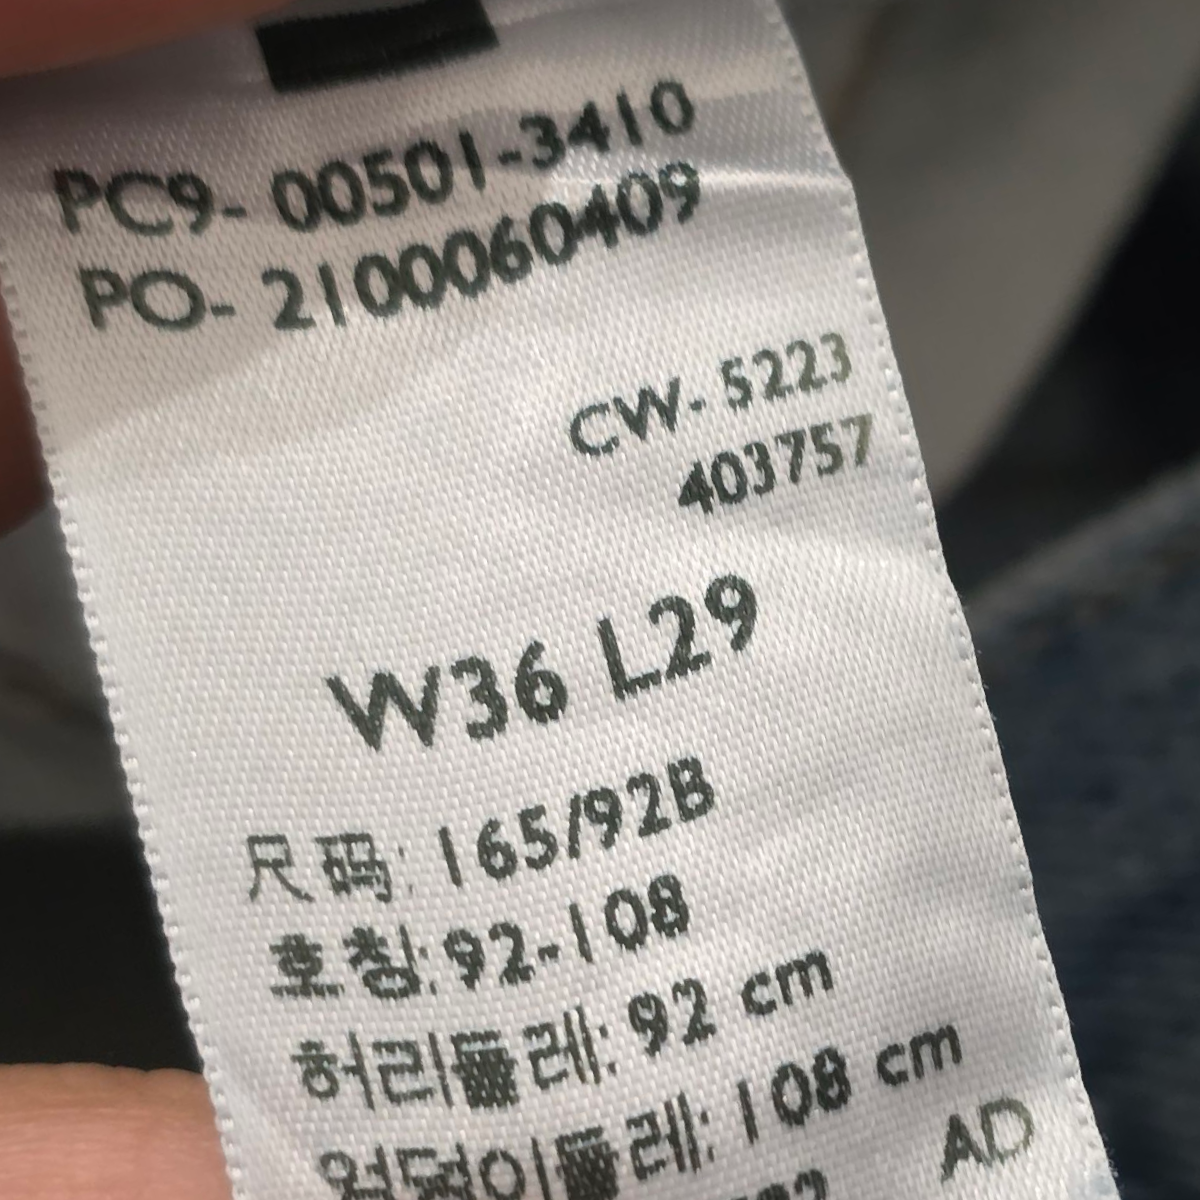 PC9- 00501-3410
PO- 2100060409
CW- 5223
403757
W36 L29
尺码: 165/92B
호칭: 92-108
허리둘레: 92 cm
엉덩이둘레: 108 cm
AD